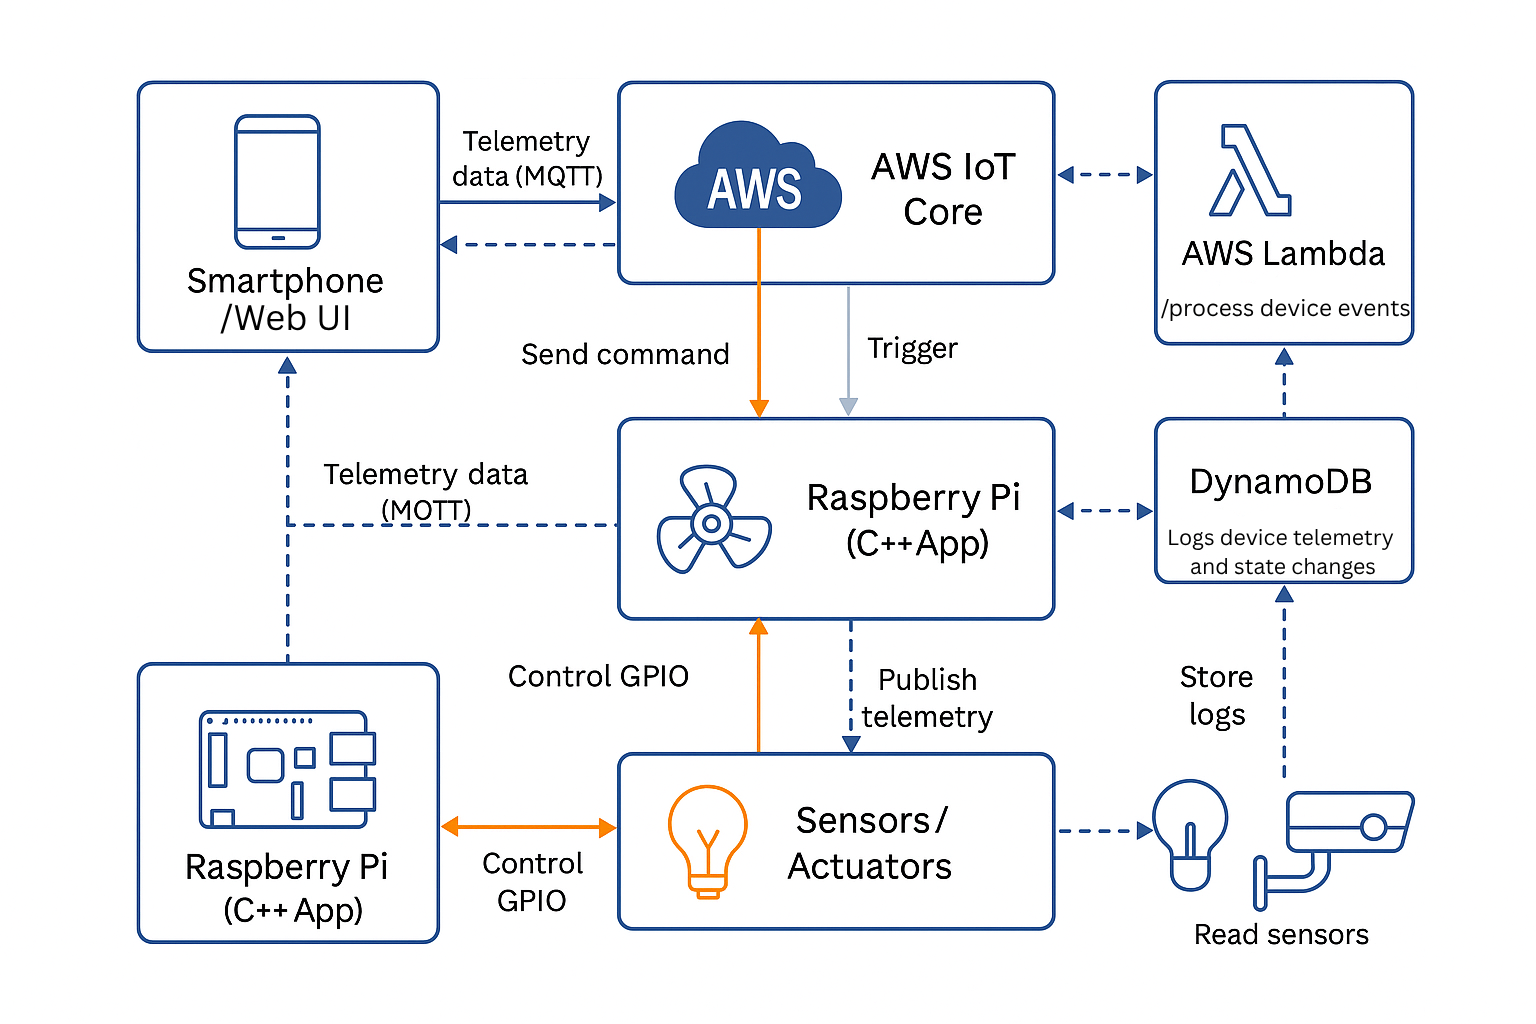 Telemetry
data (MQTT)
Smartphone
/Web UI
AWS
AWS IoT
Core
AWS Lambda
/process device events
Send command
Trigger
Telemetry data
(MOTT)
Raspberry Pi
(C++ App)
DynamoDB
Logs device telemetry
and state changes
Control GPIO
Publish
telemetry
Store
logs
Raspberry Pi
(C++ App)
Control
GPIO
Sensors/
Actuators
Read sensors